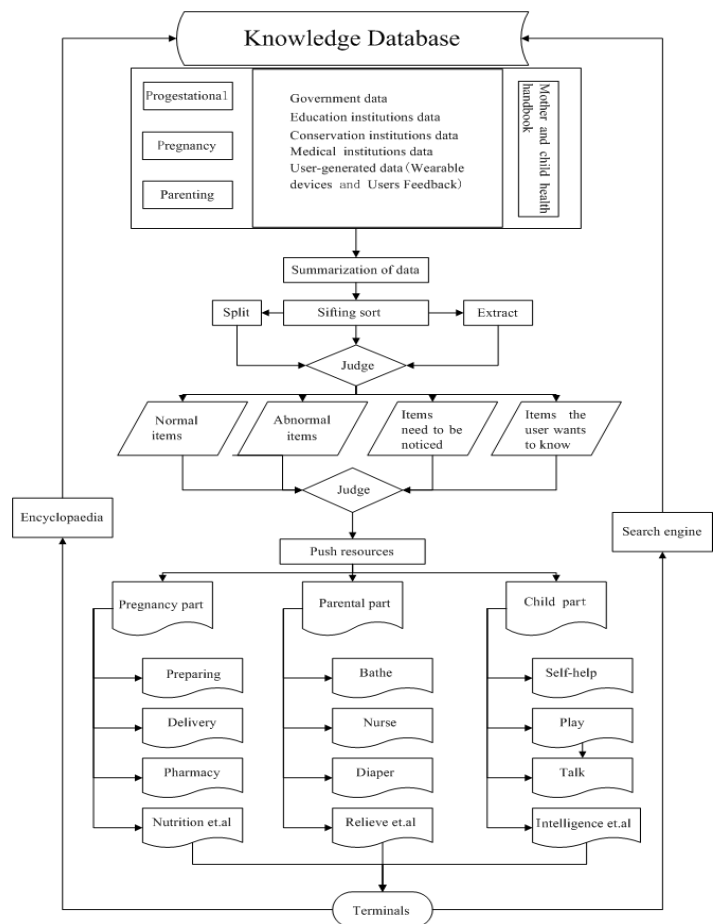 Knowledge Database
Progestational
Pregnancy
Parenting
Government data
Education institutions data
Conservation institutions data
Medical institutions data
User-generated data(Wearable
devices and Users Feedback)
Mother and child health
handbook
Summarization of data
Split
Sifting sort
Extract
Judge
Normal
items
Abnormal
items
Items
need to be
noticed
Items the
user wants
to know
Judge
Encyclopaedia
Search engine
Push resources
Pregnancy part
Parental part
Child part
Preparing
Bathe
Self-help
Delivery
Nurse
Play
Pharmacy
Diaper
Talk
Nutrition et.al
Relieve et.al
Intelligence et.al
Terminals